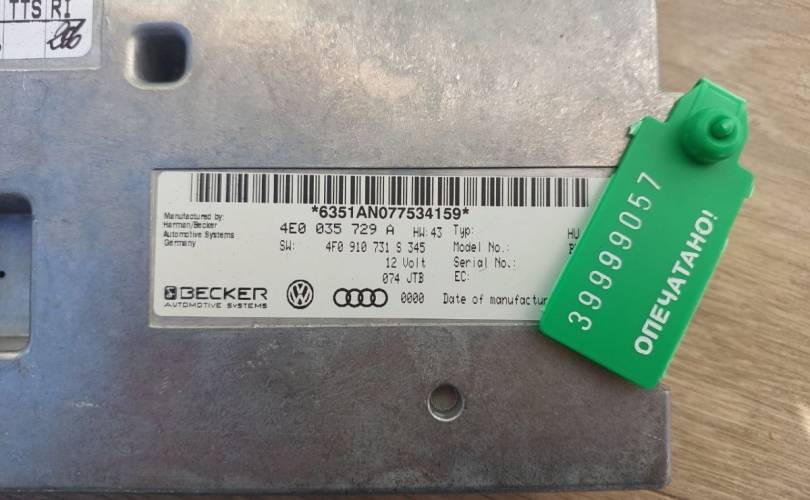 TTS RI
*6351AN077534159*
Manufactured by:
Harman/Becker
Automotive Systems
Germany
4E0 035 729 A HW:43 Typ: HU
SW: 4F0 910 731 S 345 Model No.:
12 Volt Serial No.:
074 JTB EC:
BECKER
AUTOMOTIVE SYSTEMS
0000 Date of manufactur
39999057
ОПЕЧАТАНО!